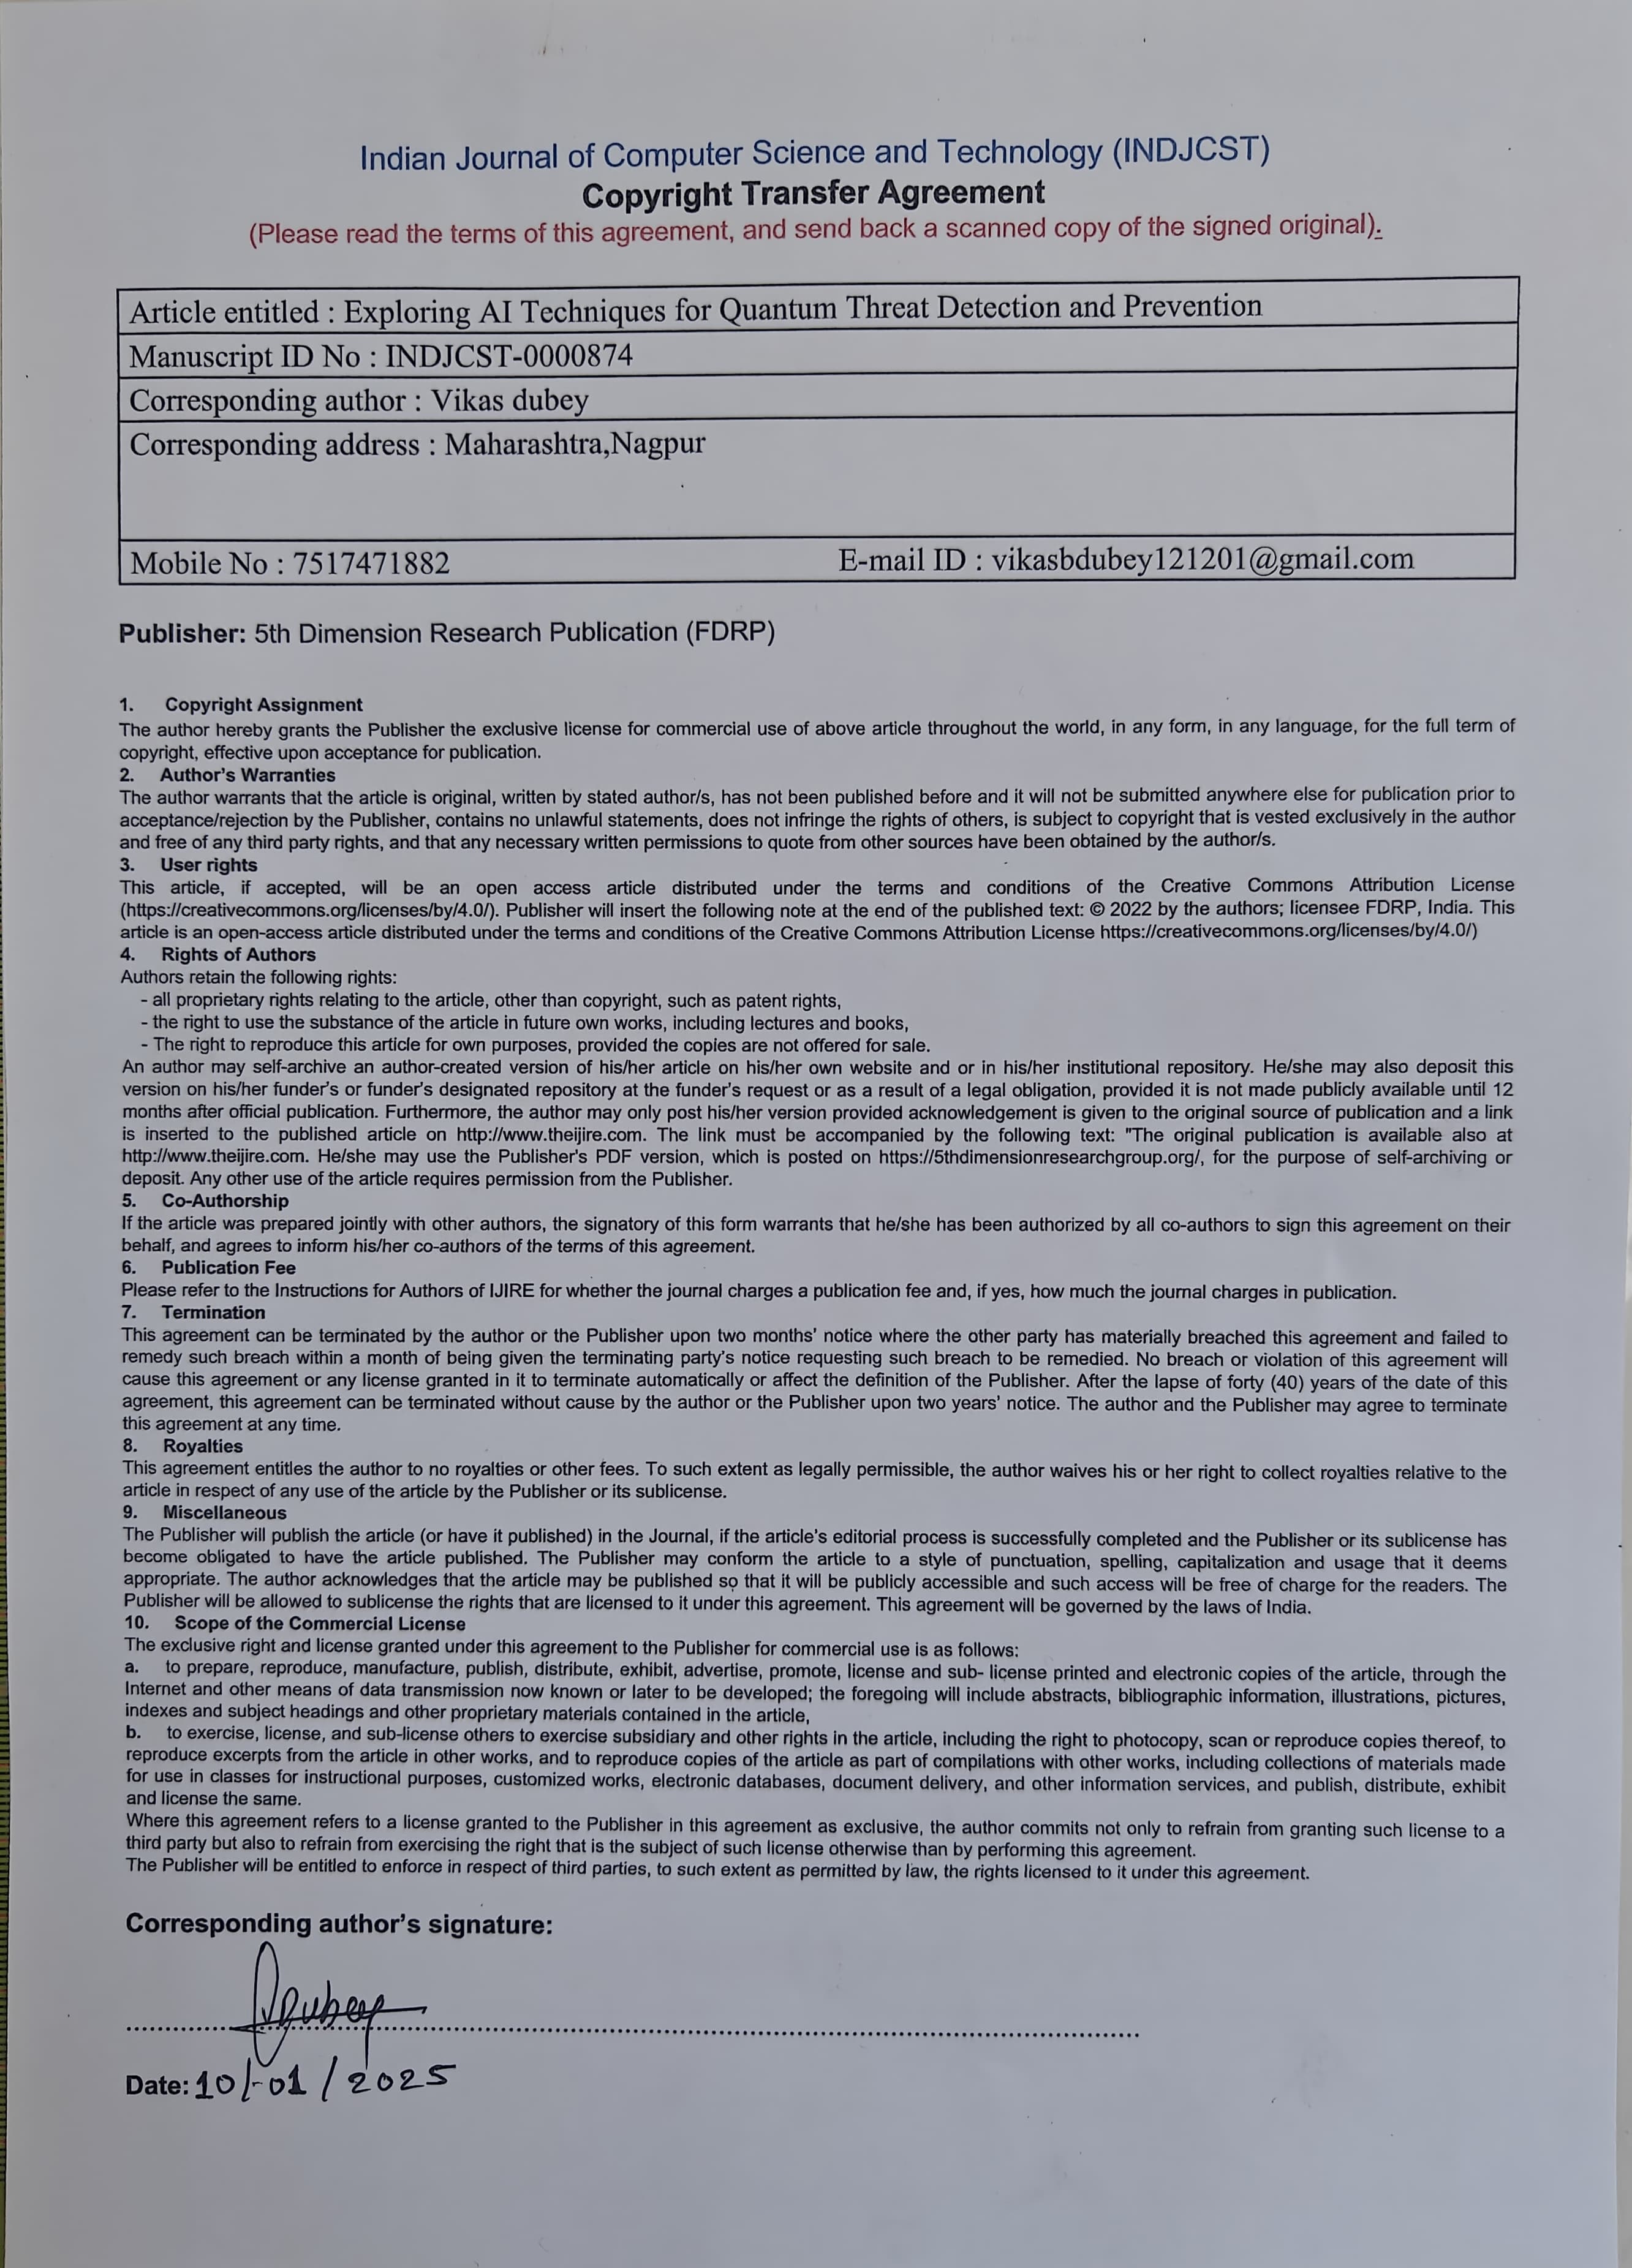 Indian Journal of Computer Science and Technology (INDJCST)
Copyright Transfer Agreement
(Please read the terms of this agreement, and send back a scanned copy of the signed original).
Article entitled : Exploring AI Techniques for Quantum Threat Detection and Prevention
Manuscript ID No : INDJCST-0000874
Corresponding author : Vikas dubey
Corresponding address : Maharashtra,Nagpur
Mobile No : 7517471882 E-mail ID : vikasbdubey121201@gmail.com
Publisher: 5th Dimension Research Publication (FDRP)
1. Copyright Assignment
The author hereby grants the Publisher the exclusive license for commercial use of above article throughout the world, in any form, in any language, for the full term of
copyright, effective upon acceptance for publication.
2. Author's Warranties
The author warrants that the article is original, written by stated author/s, has not been published before and it will not be submitted anywhere else for publication prior to
acceptance/rejection by the Publisher, contains no unlawful statements, does not infringe the rights of others, is subject to copyright that is vested exclusively in the author
and free of any third party rights, and that any necessary written permissions to quote from other sources have been obtained by the author/s.
3. User rights
This article, if accepted, will be an open access article distributed under the terms and conditions of the Creative Commons Attribution License
(https://creativecommons.org/licenses/by/4.0/). Publisher will insert the following note at the end of the published text: © 2022 by the authors; licensee FDRP, India. This
article is an open-access article distributed under the terms and conditions of the Creative Commons Attribution License https://creativecommons.org/licenses/by/4.0/)
4. Rights of Authors
Authors retain the following rights:
- all proprietary rights relating to the article, other than copyright, such as patent rights,
- the right to use the substance of the article in future own works, including lectures and books,
- The right to reproduce this article for own purposes, provided the copies are not offered for sale.
An author may self-archive an author-created version of his/her article on his/her own website and or in his/her institutional repository. He/she may also deposit this
version on his/her funder's or funder's designated repository at the funder's request or as a result of a legal obligation, provided it is not made publicly available until 12
months after official publication. Furthermore, the author may only post his/her version provided acknowledgement is given to the original source of publication and a link
is inserted to the published article on http://www.theijire.com. The link must be accompanied by the following text: "The original publication is available also at
http://www.theijire.com. He/she may use the Publisher's PDF version, which is posted on https://5thdimensionresearchgroup.org/, for the purpose of self-archiving or
deposit. Any other use of the article requires permission from the Publisher.
5. Co-Authorship
If the article was prepared jointly with other authors, the signatory of this form warrants that he/she has been authorized by all co-authors to sign this agreement on their
behalf, and agrees to inform his/her co-authors of the terms of this agreement.
6. Publication Fee
Please refer to the Instructions for Authors of IJIRE for whether the journal charges a publication fee and, if yes, how much the journal charges in publication.
7. Termination
This agreement can be terminated by the author or the Publisher upon two months' notice where the other party has materially breached this agreement and failed to
remedy such breach within a month of being given the terminating party's notice requesting such breach to be remedied. No breach or violation of this agreement will
cause this agreement or any license granted in it to terminate automatically or affect the definition of the Publisher. After the lapse of forty (40) years of the date of this
agreement, this agreement can be terminated without cause by the author or the Publisher upon two years' notice. The author and the Publisher may agree to terminate
this agreement at any time.
8. Royalties
This agreement entitles the author to no royalties or other fees. To such extent as legally permissible, the author waives his or her right to collect royalties relative to the
article in respect of any use of the article by the Publisher or its sublicense.
9. Miscellaneous
The Publisher will publish the article (or have it published) in the Journal, if the article's editorial process is successfully completed and the Publisher or its sublicense has
become obligated to have the article published. The Publisher may conform the article to a style of punctuation, spelling, capitalization and usage that it deems
appropriate. The author acknowledges that the article may be published so that it will be publicly accessible and such access will be free of charge for the readers. The
Publisher will be allowed to sublicense the rights that are licensed to it under this agreement. This agreement will be governed by the laws of India.
10. Scope of the Commercial License
The exclusive right and license granted under this agreement to the Publisher for commercial use is as follows:
a. to prepare, reproduce, manufacture, publish, distribute, exhibit, advertise, promote, license and sub- license printed and electronic copies of the article, through the
Internet and other means of data transmission now known or later to be developed; the foregoing will include abstracts, bibliographic information, illustrations, pictures,
indexes and subject headings and other proprietary materials contained in the article,
b. to exercise, license, and sub-license others to exercise subsidiary and other rights in the article, including the right to photocopy, scan or reproduce copies thereof, to
reproduce excerpts from the article in other works, and to reproduce copies of the article as part of compilations with other works, including collections of materials made
for use in classes for instructional purposes, customized works, electronic databases, document delivery, and other information services, and publish, distribute, exhibit
and license the same.
Where this agreement refers to a license granted to the Publisher in this agreement as exclusive, the author commits not only to refrain from granting such license to a
third party but also to refrain from exercising the right that is the subject of such license otherwise than by performing this agreement.
The Publisher will be entitled to enforce in respect of third parties, to such extent as permitted by law, the rights licensed to it under this agreement.
Corresponding author's signature:
Date: 10/-01/2025